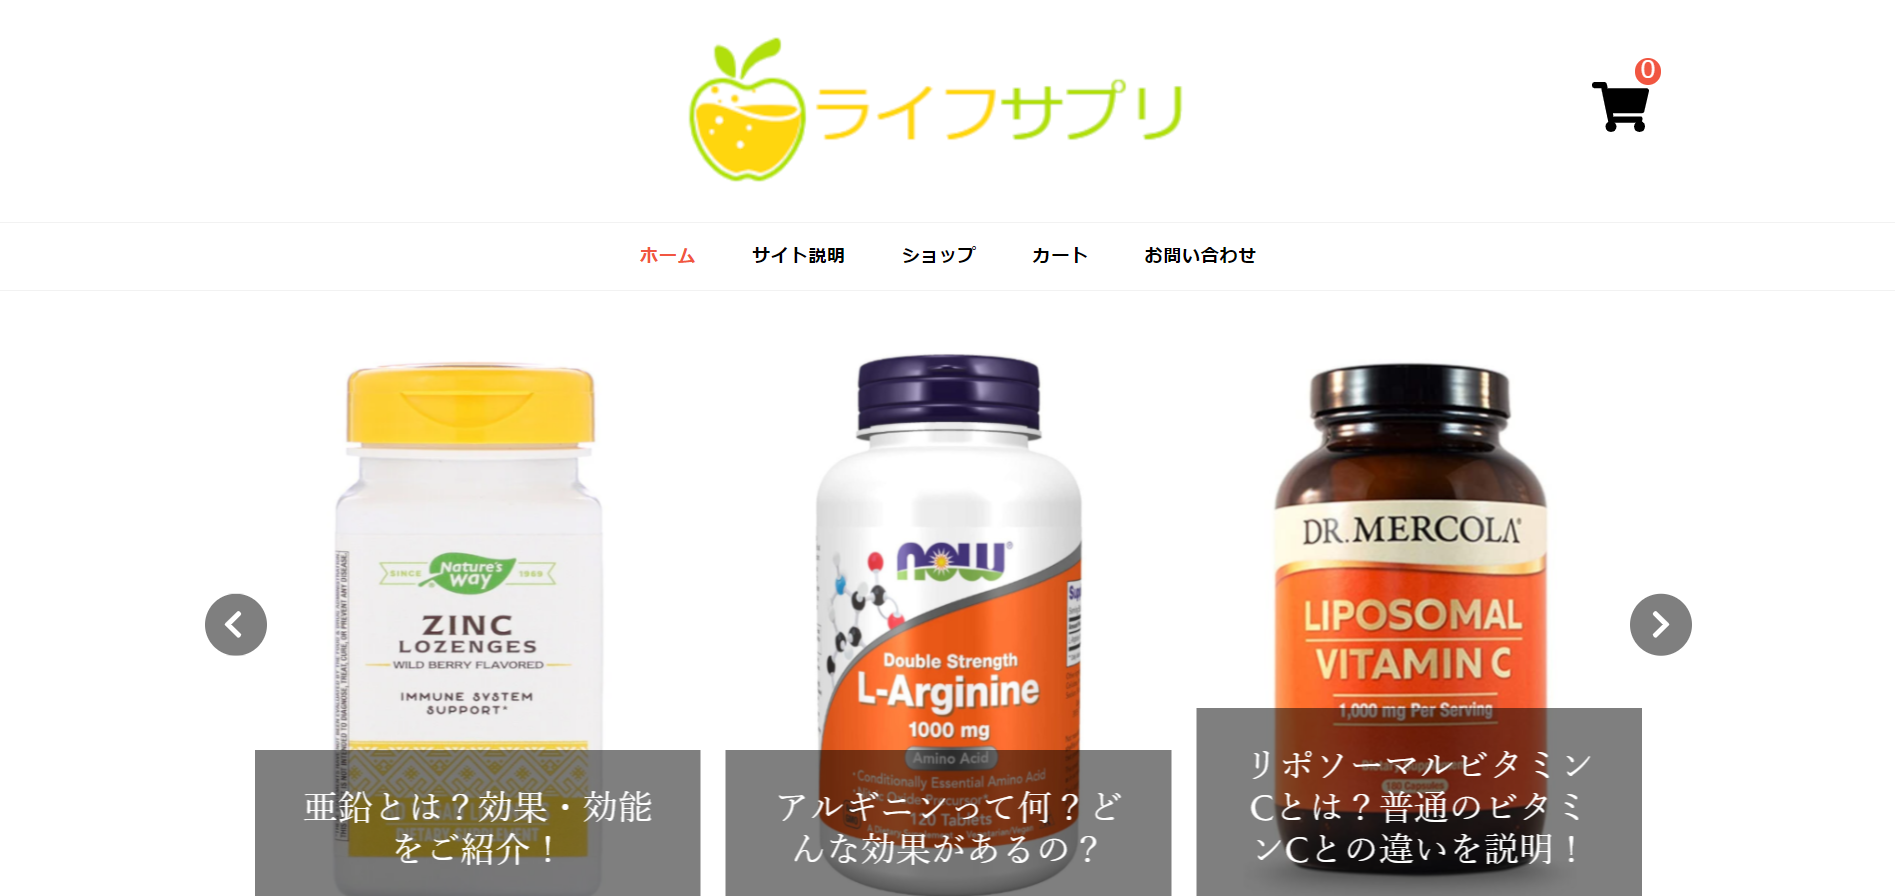 ライフサプリ
0
ホーム サイト説明 ショップ カート お問い合わせ
SINCE Nature's Way 1969
ZINC
LOZENGES
WILD BERRY FLAVORED
IMMUNE SYSTEM
SUPPORT*
DIETARY SUPPLEMENT
亜鉛とは？効果・効能
をご紹介！
NOW®
Double Strength
L-Arginine
1000 mg
Amino Acid
*Conditionally Essential Amino Acid
120 Tablets
アルギニンって何？ど
んな効果があるの？
DR. MERCOLA®
LIPOSOMAL
VITAMIN C
1,000 mg Per Serving
180 Capsules
リポソーマルビタミン
Cとは？普通のビタミ
ンCとの違いを説明！